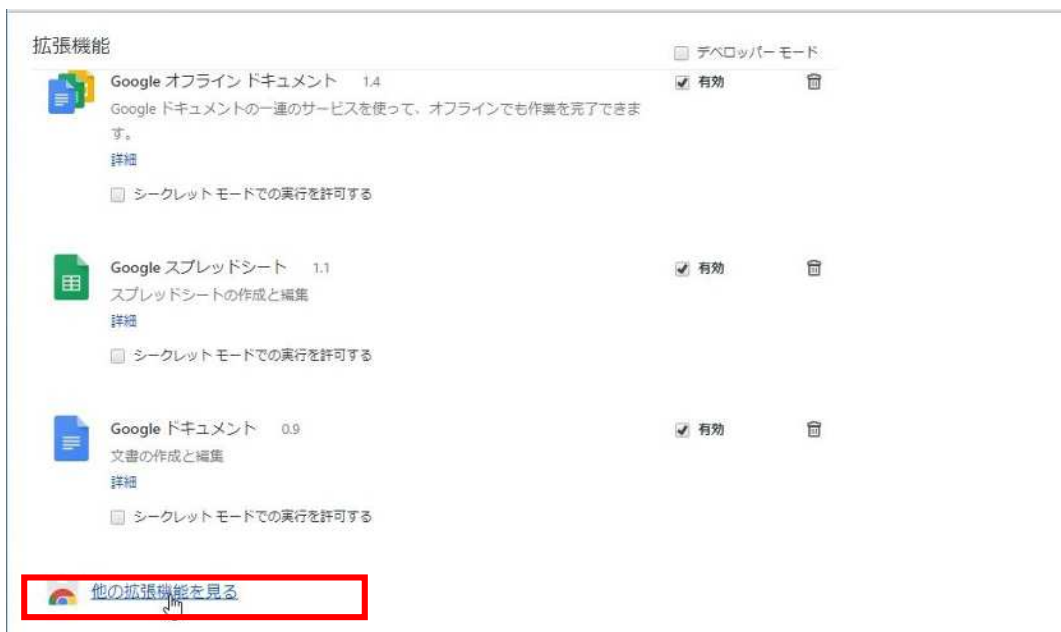 拡張機能
デベロッパー モード
Google オフライン ドキュメント 1.4
有効
Google ドキュメントの一連のサービスを使って、オフラインでも作業を完了できま
す。
詳細
シークレット モードでの実行を許可する
Google スプレッドシート 1.1
有効
スプレッドシートの作成と編集
詳細
シークレット モードでの実行を許可する
Google ドキュメント 0.9
有効
文書の作成と編集
詳細
シークレット モードでの実行を許可する
他の拡張機能を見る